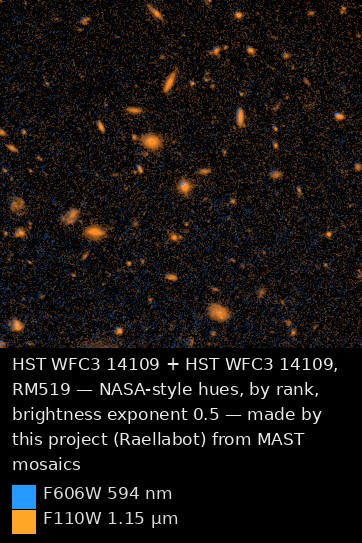 HST WFC3 14109 + HST WFC3 14109,
RM519 — NASA-style hues, by rank,
brightness exponent 0.5 — made by
this project (Raellabot) from MAST
mosaics
F606W 594 nm
F110W 1.15 µm